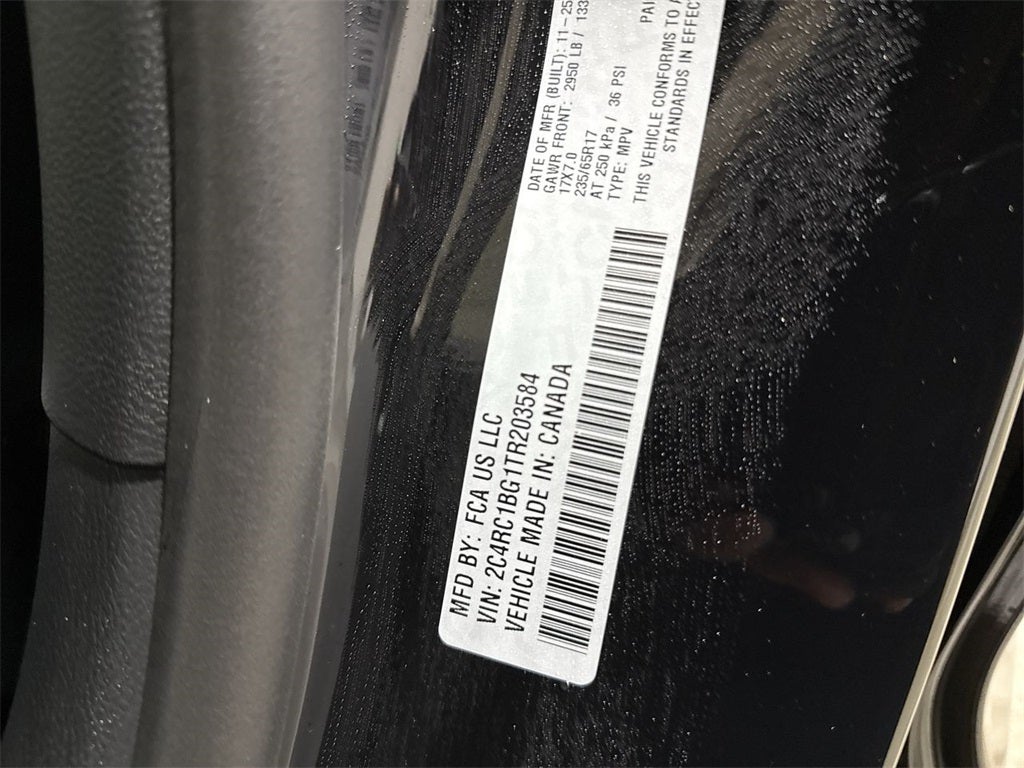 MFD BY: FCA US LLC
VIN: 2C4RC1BG1TR203584
VEHICLE MADE IN: CANADA
DATE OF MFR (BUILT): 11-25
GAWR FRONT: 2950 LB / 133
17X7.0
235/65R17
AT 250 kPa / 36 PSI
TYPE: MPV
THIS VEHICLE CONFORMS TO A
STANDARDS IN EFFECT